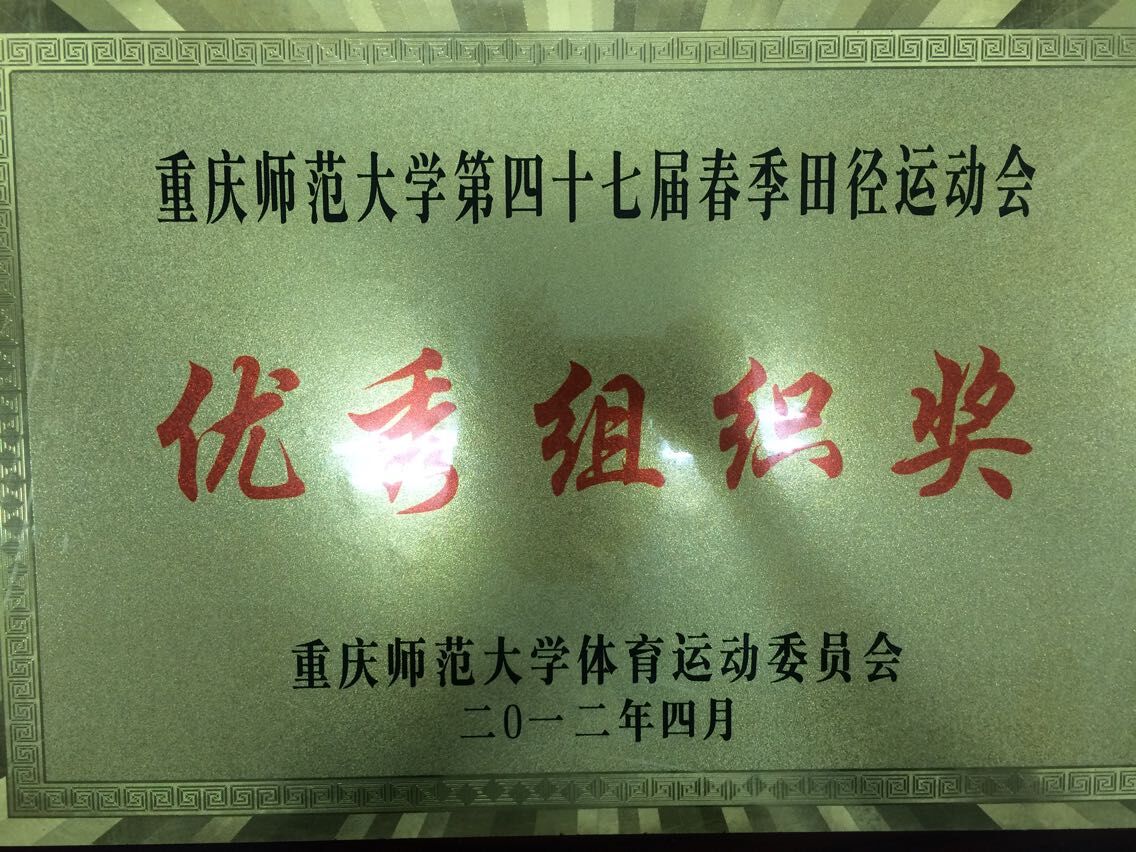 重庆师范大学第四十七届春季田径运动会
优秀组织奖
重庆师范大学体育运动委员会
二〇一二年四月